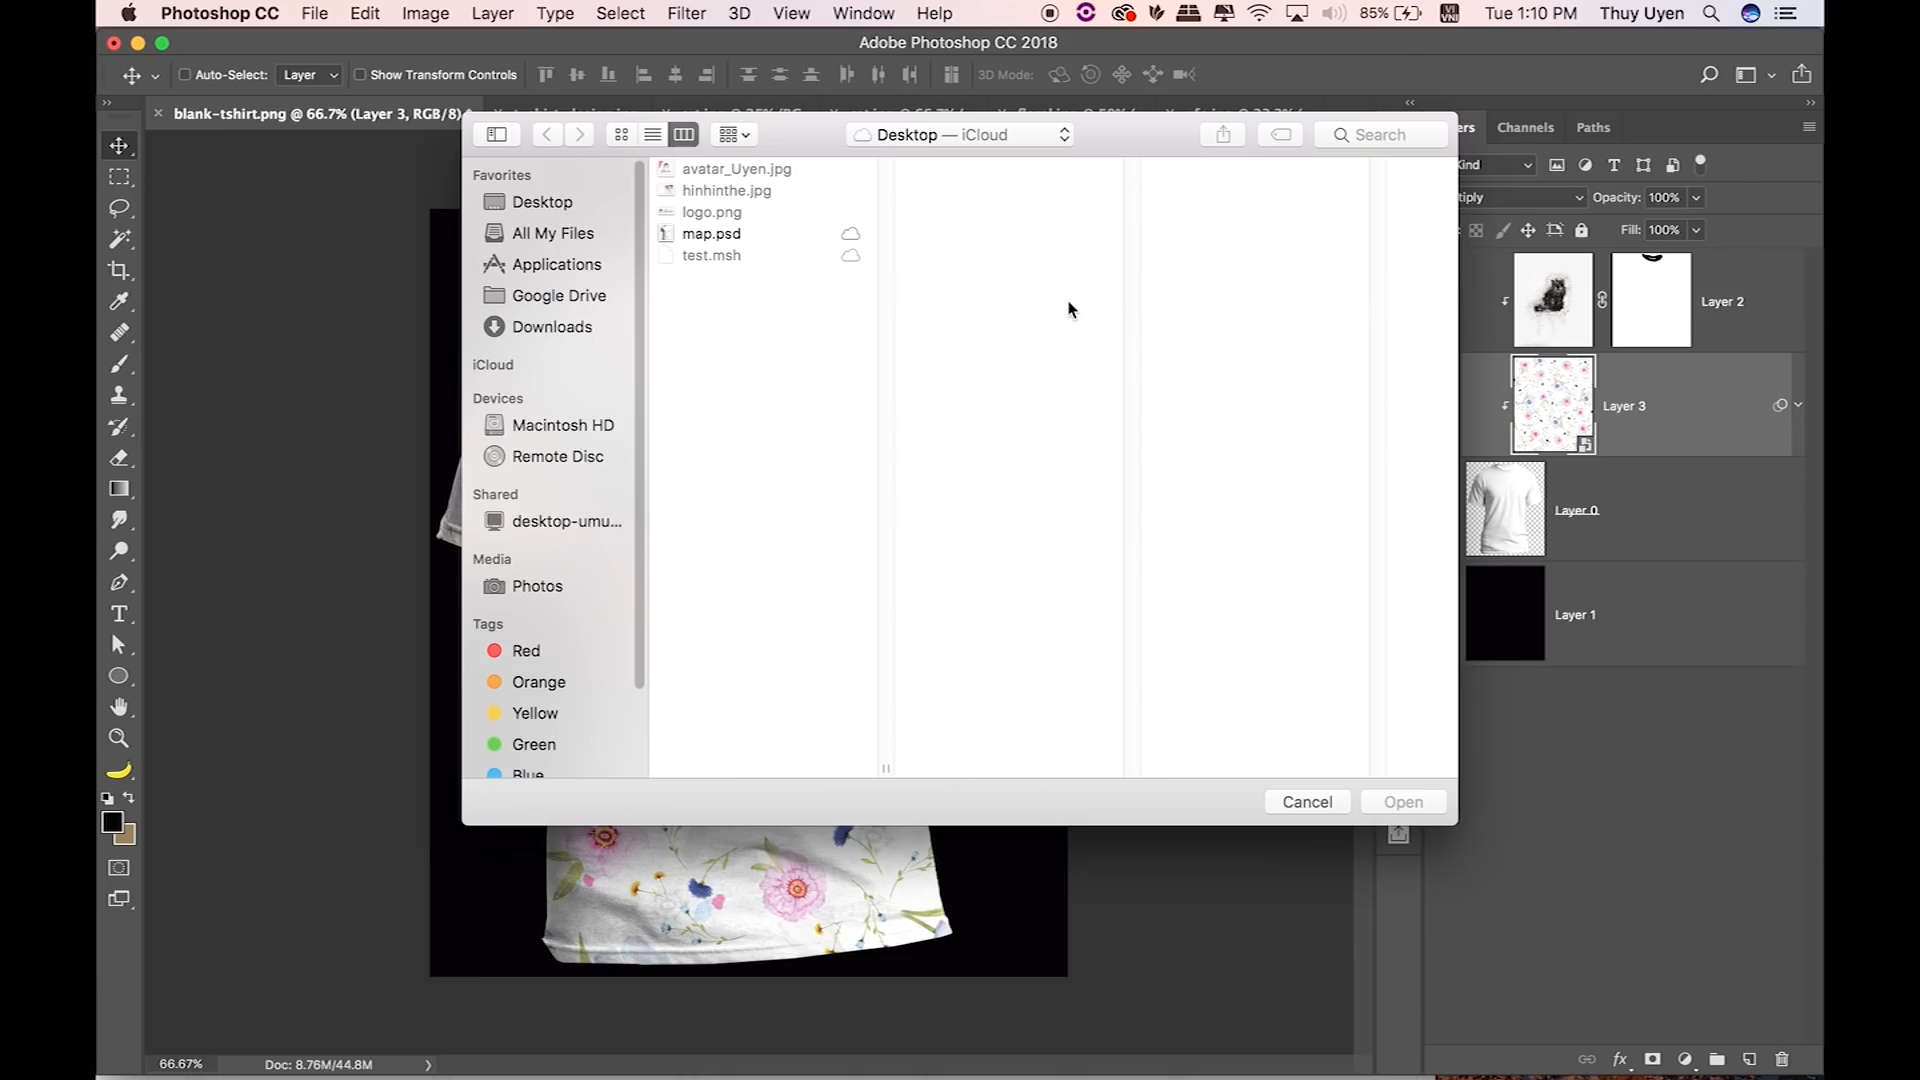 Photoshop CC File Edit Image Layer Type Select Filter 3D View Window Help 85% VI VNI Tue 1:10 PM Thuy Uyen
Adobe Photoshop CC 2018
Auto-Select: Layer Show Transform Controls 3D Mode:
blank-tshirt.png @ 66.7% (Layer 3, RGB/8) *
Channels Paths
Desktop — iCloud Search
Favorites
Desktop
All My Files
Applications
Google Drive
Downloads
iCloud
Devices
Macintosh HD
Remote Disc
Shared
desktop-umu...
Media
Photos
Tags
Red
Orange
Yellow
Green
Blue
avatar_Uyen.jpg
hinhinthe.jpg
logo.png
map.psd
test.msh
Cancel Open
Kind
tiply Opacity: 100%
Fill: 100%
Layer 2
Layer 3
Layer 0
Layer 1
66.67% Doc: 8.76M/44.8M